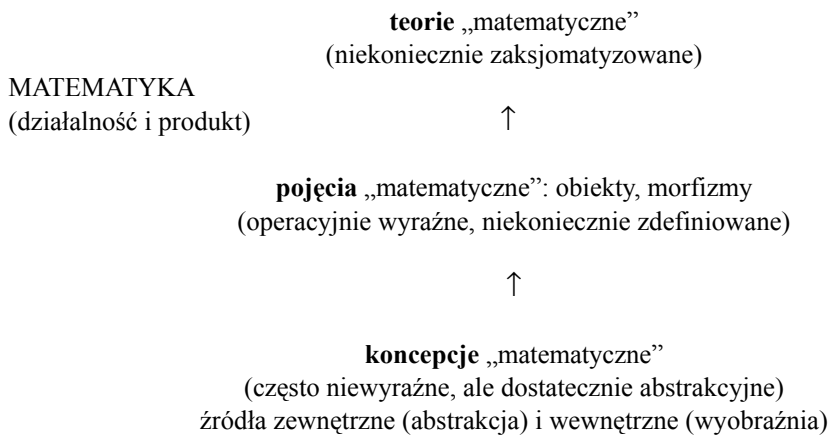 teorie „matematyczne”
(niekoniecznie zaksjomatyzowane)
MATEMATYKA
(działalność i produkt)
↑
pojęcia „matematyczne”: obiekty, morfizmy
(operacyjnie wyraźne, niekoniecznie zdefiniowane)
↑
koncepcje „matematyczne”
(często niewyraźne, ale dostatecznie abstrakcyjne)
źródła zewnętrzne (abstrakcja) i wewnętrzne (wyobraźnia)